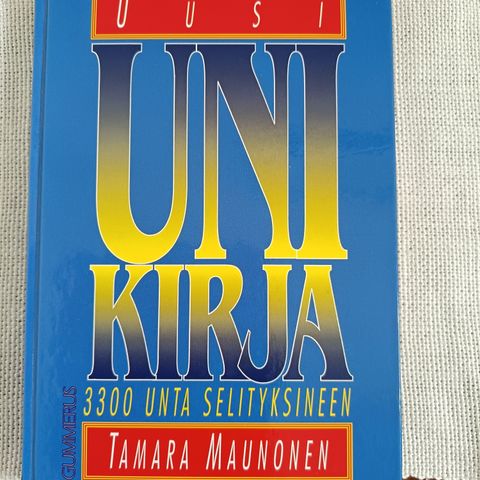 UUSI
UNI
KIRJA
3300 UNTA SELITYKSINEEN
GUMMERUS
TAMARA MAUNONEN